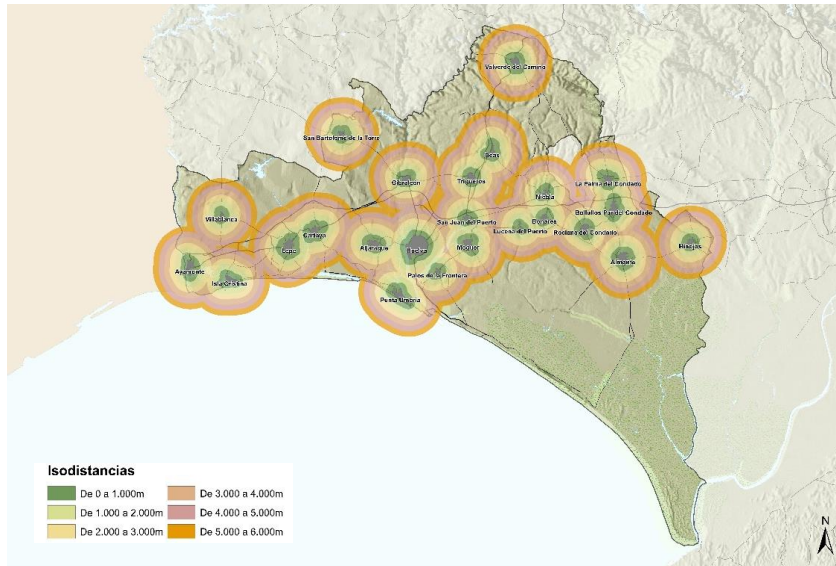 Valverde del Camino
San Bartolomé de la Torre
Beas
Gibraleón
Trigueros
La Palma del Condado
Niebla
Villablanca
Bollullos Par del Condado
San Juan del Puerto
Bonares
Cartaya
Lucena del Puerto
Rociana del Condado
Lepe
Aljaraque
Huelva
Moguer
Hinojas
Almonte
Ayamonte
Palos de la Frontera
Isla Cristina
Punta Umbría
Isodistancias
De 0 a 1.000m
De 3.000 a 4.000m
De 1.000 a 2.000m
De 4.000 a 5.000m
De 2.000 a 3.000m
De 5.000 a 6.000m
N